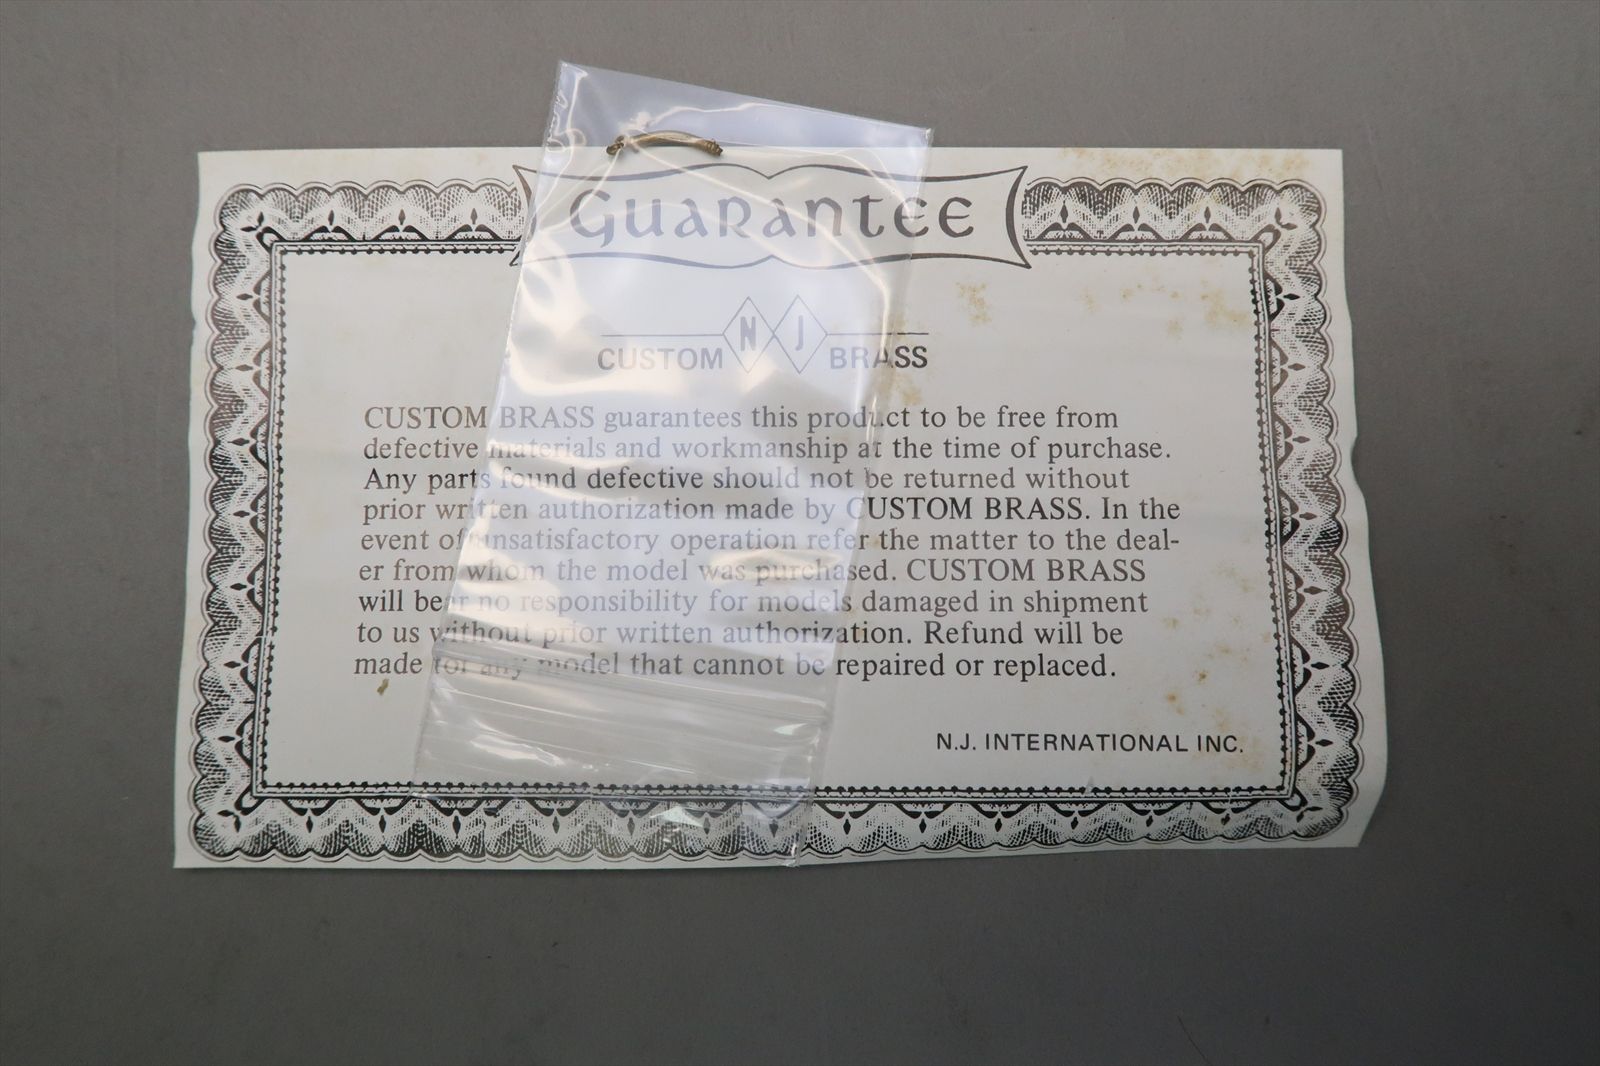 Guarantee
N J
CUSTOM BRASS
CUSTOM BRASS guarantees this product to be free from
defective materials and workmanship at the time of purchase.
Any parts found defective should not be returned without
prior written authorization made by CUSTOM BRASS. In the
event of unsatisfactory operation refer the matter to the deal-
er from whom the model was purchased. CUSTOM BRASS
will bear no responsibility for models damaged in shipment
to us without prior written authorization. Refund will be
made for any model that cannot be repaired or replaced.
N.J. INTERNATIONAL INC.